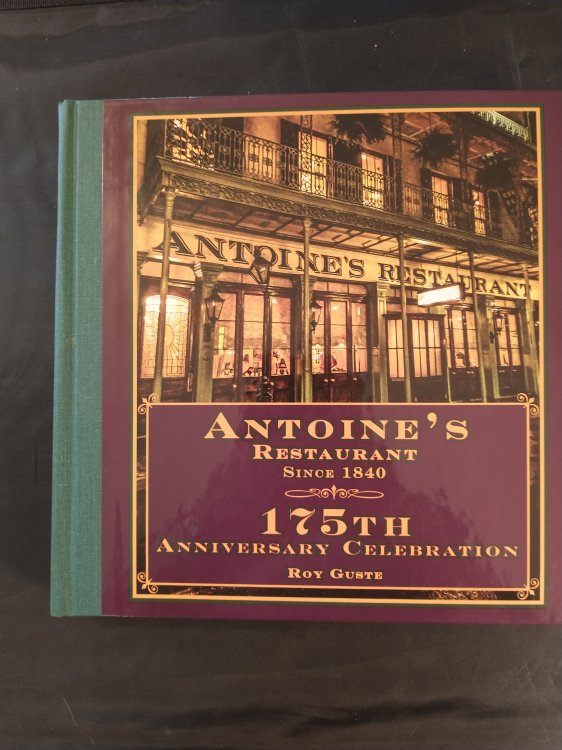 ANTOINE'S RESTAURANT
ANTOINE'S
RESTAURANT
SINCE 1840
175TH
ANNIVERSARY CELEBRATION
ROY GUSTE